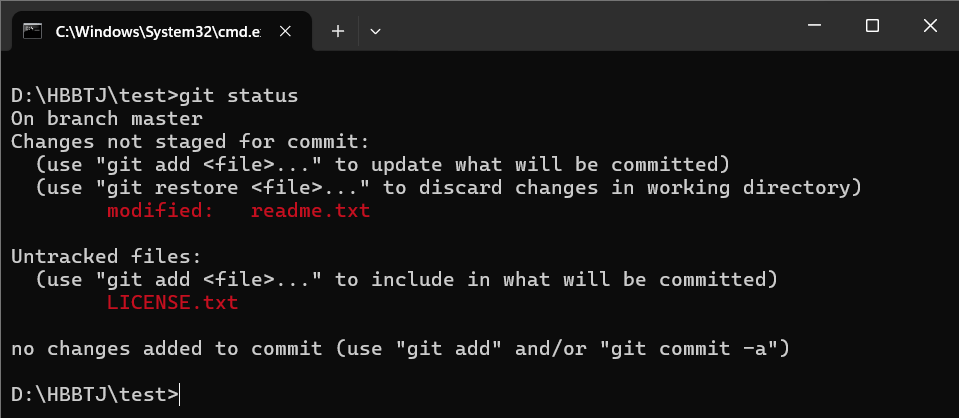 C:\Windows\System32\cmd.e
D:\HBBTJ\test>git status
On branch master
Changes not staged for commit:
  (use "git add <file>..." to update what will be committed)
  (use "git restore <file>..." to discard changes in working directory)
        modified:   readme.txt

Untracked files:
  (use "git add <file>..." to include in what will be committed)
        LICENSE.txt

no changes added to commit (use "git add" and/or "git commit -a")

D:\HBBTJ\test>